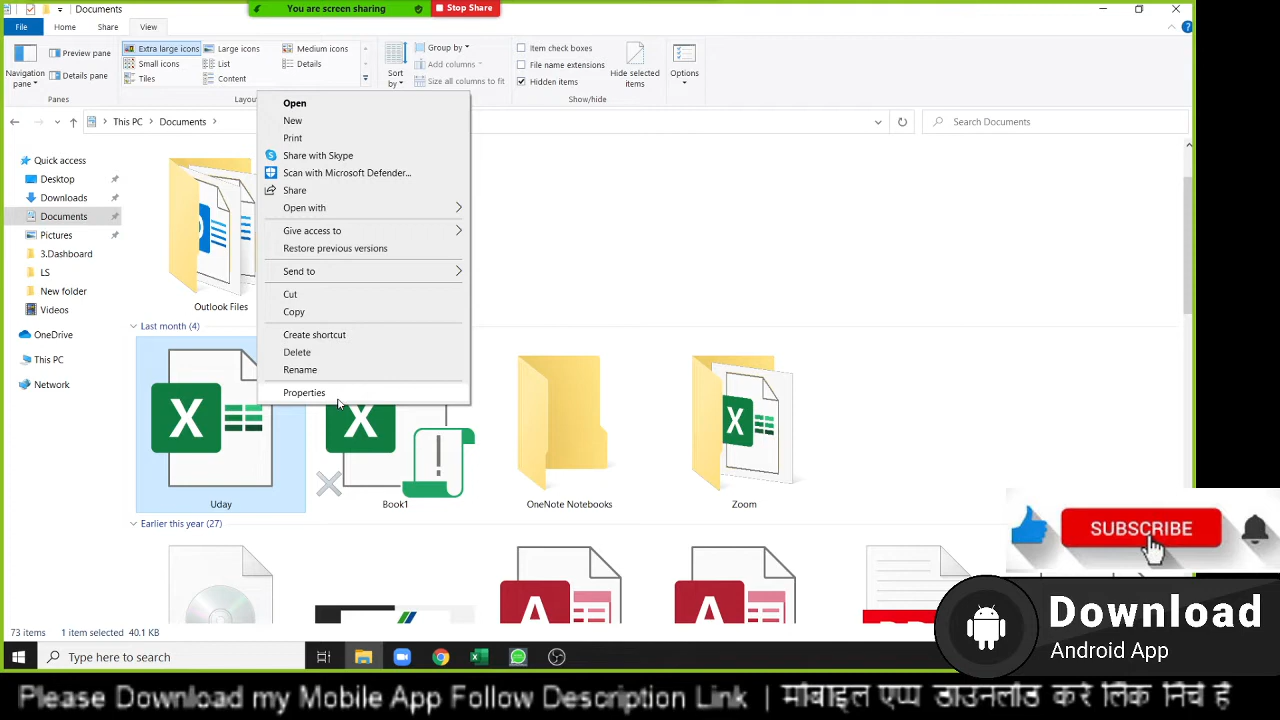 Documents
You are screen sharing
Stop Share
File
Home
Share
View
Navigation pane
Preview pane
Details pane
Panes
Extra large icons
Large icons
Medium icons
Small icons
List
Details
Tiles
Content
Sort by
Group by
Add columns
Size all columns to fit
Item check boxes
File name extensions
Hidden items
Hide selected items
Show/hide
Options
This PC
Documents
Search Documents
Quick access
Desktop
Downloads
Documents
Pictures
3.Dashboard
LS
New folder
Videos
OneDrive
This PC
Network
Open
New
Print
Share with Skype
Scan with Microsoft Defender...
Share
Open with
Give access to
Restore previous versions
Send to
Cut
Copy
Create shortcut
Delete
Rename
Properties
Outlook Files
Last month (4)
Uday
Book1
OneNote Notebooks
Zoom
Earlier this year (27)
73 items
1 item selected 40.1 KB
Type here to search
SUBSCRIBE
Download
Android App
Please Download my Mobile App Follow Description Link | मोबाइल एप्प डाउनलोड करे लिंक निचे है